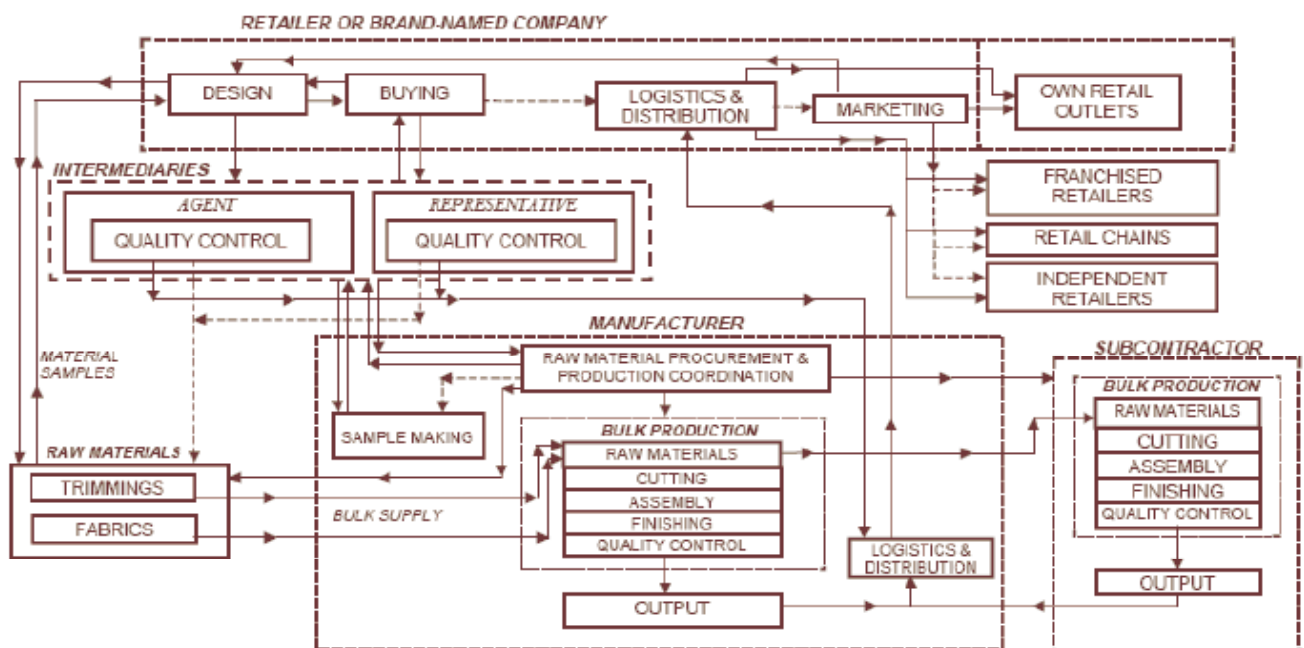 RETAILER OR BRAND-NAMED COMPANY
DESIGN
BUYING
LOGISTICS &
DISTRIBUTION
MARKETING
OWN RETAIL
OUTLETS
INTERMEDIARIES
AGENT
QUALITY CONTROL
REPRESENTATIVE
QUALITY CONTROL
FRANCHISED
RETAILERS
RETAIL CHAINS
INDEPENDENT
RETAILERS
MANUFACTURER
RAW MATERIAL PROCUREMENT &
PRODUCTION COORDINATION
SUBCONTRACTOR
MATERIAL
SAMPLES
SAMPLE MAKING
BULK PRODUCTION
RAW MATERIALS
CUTTING
ASSEMBLY
FINISHING
QUALITY CONTROL
BULK PRODUCTION
RAW MATERIALS
CUTTING
ASSEMBLY
FINISHING
QUALITY CONTROL
RAW MATERIALS
TRIMMINGS
FABRICS
BULK SUPPLY
LOGISTICS &
DISTRIBUTION
OUTPUT
OUTPUT